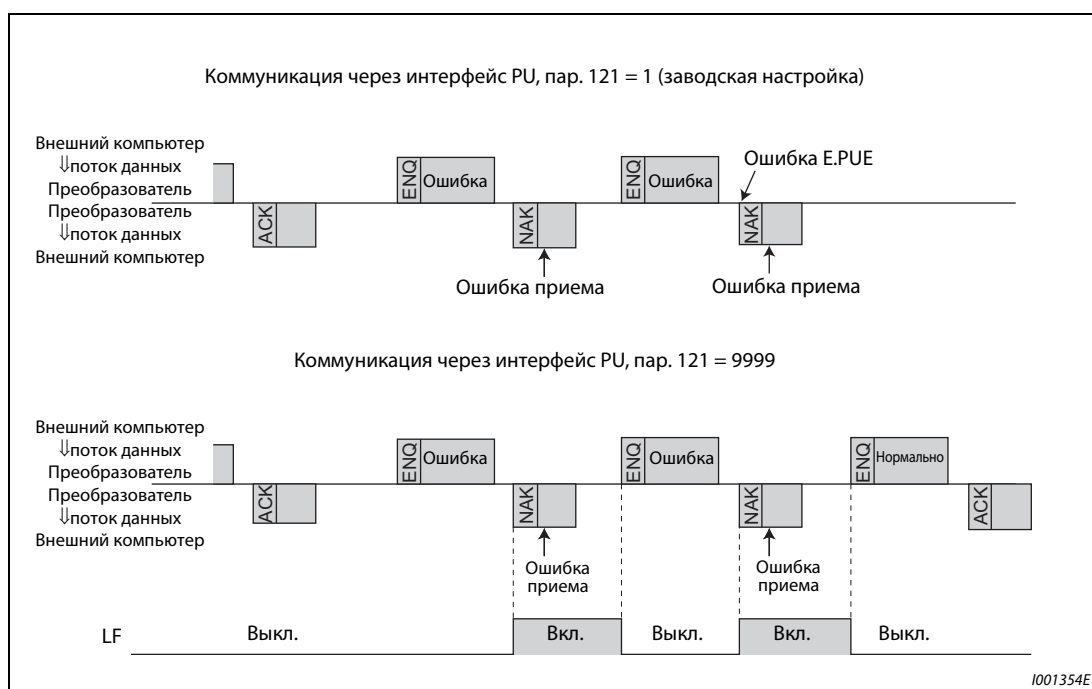 Коммуникация через интерфейс PU, пар. 121 = 1 (заводская настройка)
Внешний компьютер
⇓поток данных
Преобразователь
Преобразователь
⇓поток данных
Внешний компьютер
ACK
ENQ Ошибка
NAK
Ошибка приема
ENQ Ошибка
Ошибка E.PUE
NAK
Ошибка приема
Коммуникация через интерфейс PU, пар. 121 = 9999
Внешний компьютер
⇓поток данных
Преобразователь
Преобразователь
⇓поток данных
Внешний компьютер
ACK
ENQ Ошибка
NAK
Ошибка
приема
ENQ Ошибка
NAK
Ошибка
приема
ENQ Нормально
ACK
LF Выкл. Вкл. Выкл. Вкл. Выкл.
I001354E